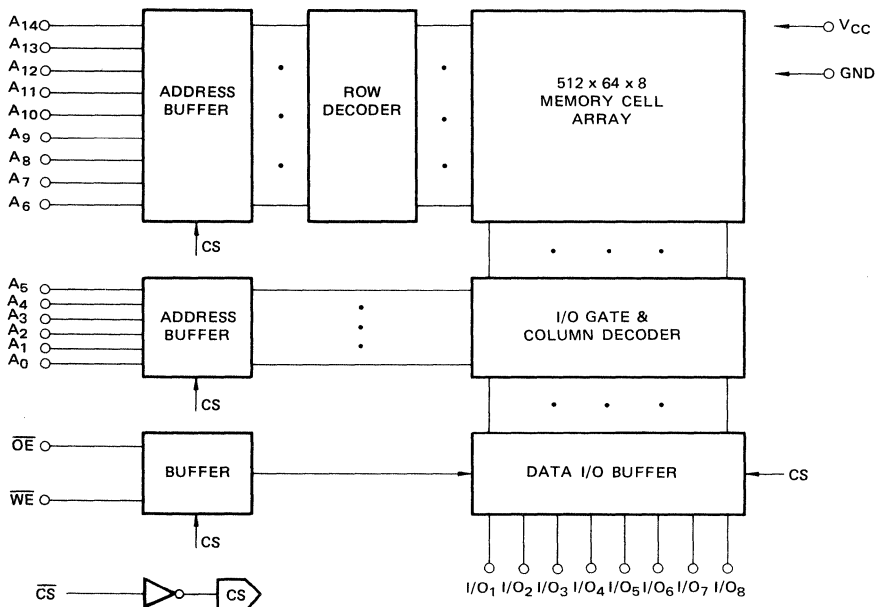 A14
A13
A12
A11
A10
A9
A8
A7
A6
ADDRESS
BUFFER
CS
ROW
DECODER
512 x 64 x 8
MEMORY CELL
ARRAY
VCC
GND
A5
A4
A3
A2
A1
A0
ADDRESS
BUFFER
CS
I/O GATE &
COLUMN DECODER
OE
WE
BUFFER
CS
DATA I/O BUFFER
CS
I/O1 I/O2 I/O3 I/O4 I/O5 I/O6 I/O7 I/O8
CS
CS